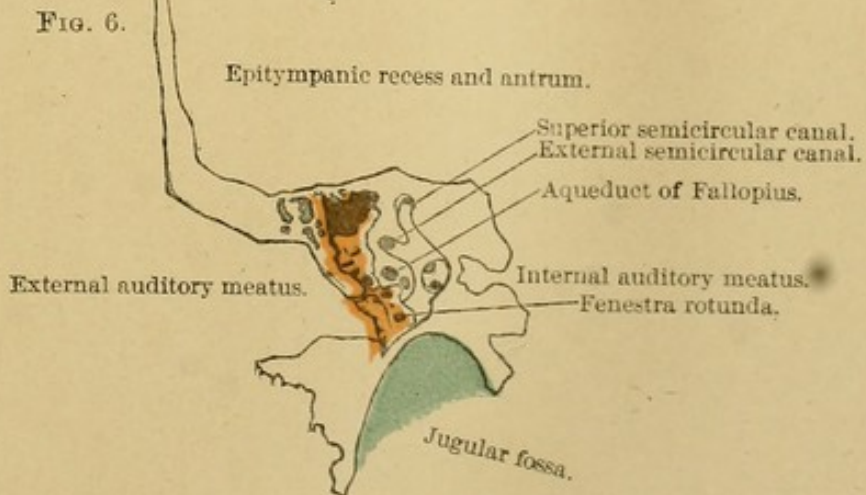 FIG. 6.
Epitympanic recess and antrum.
Superior semicircular canal.
External semicircular canal.
Aqueduct of Fallopius.
External auditory meatus.
Internal auditory meatus.
Fenestra rotunda.
Jugular fossa.